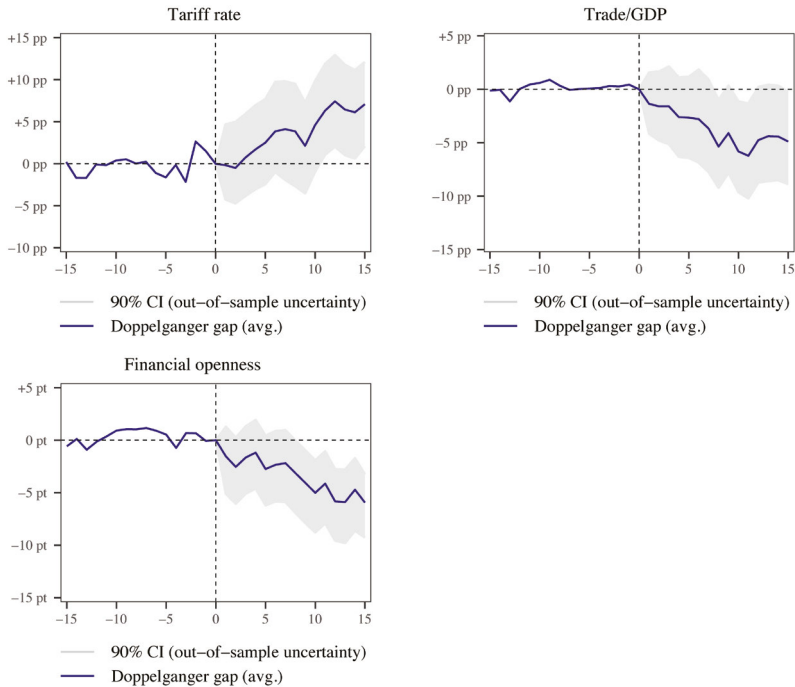 Tariff rate
+15 pp
+10 pp
+5 pp
0 pp
−5 pp
−10 pp
−15 −10 −5 0 5 10 15
90% CI (out−of−sample uncertainty)
Doppelganger gap (avg.)
Trade/GDP
+5 pp
0 pp
−5 pp
−10 pp
−15 pp
−15 −10 −5 0 5 10 15
90% CI (out−of−sample uncertainty)
Doppelganger gap (avg.)
Financial openness
+5 pt
0 pt
−5 pt
−10 pt
−15 pt
−15 −10 −5 0 5 10 15
90% CI (out−of−sample uncertainty)
Doppelganger gap (avg.)